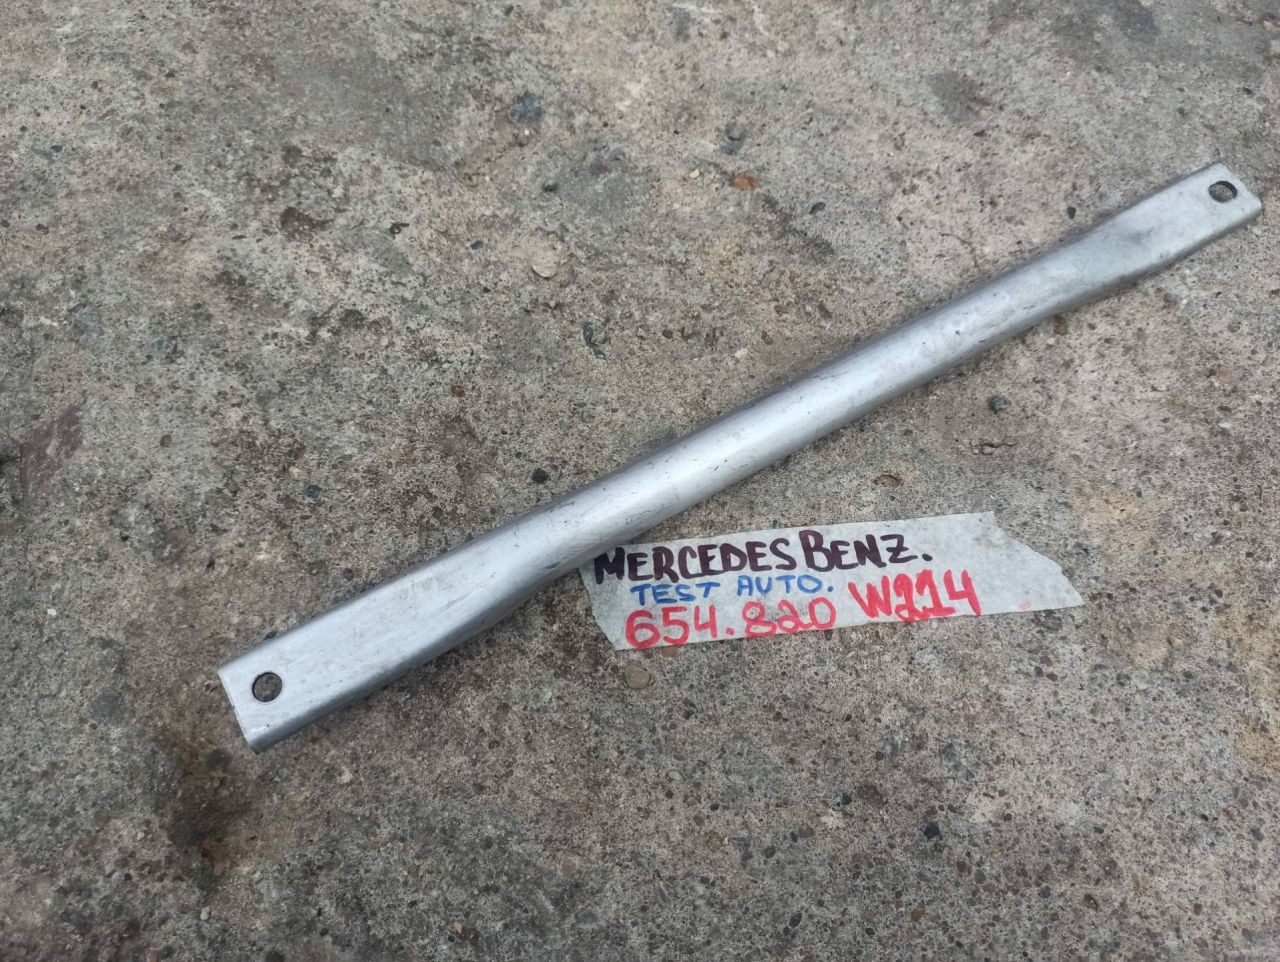 MERCEDES BENZ.
TEST AUTO.
654.820 W214